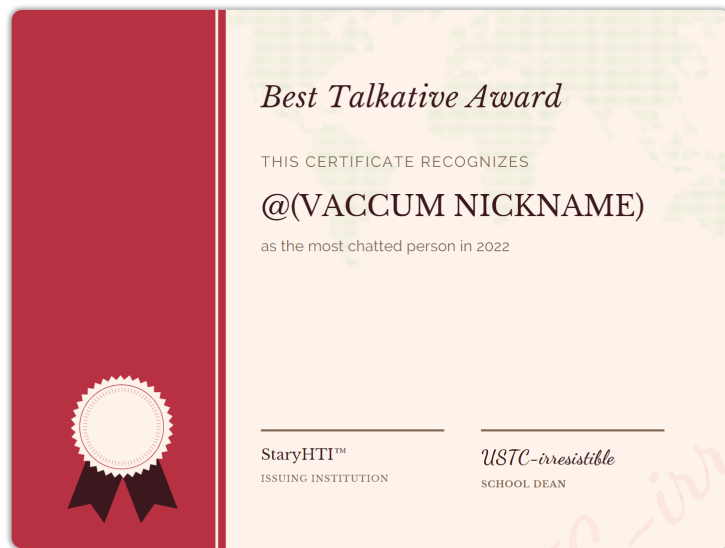 Best Talkative Award
THIS CERTIFICATE RECOGNIZES
@(VACCUM NICKNAME)
as the most chatted person in 2022
StaryHTI™
ISSUING INSTITUTION
USTC-irresistible
SCHOOL DEAN
C-irr